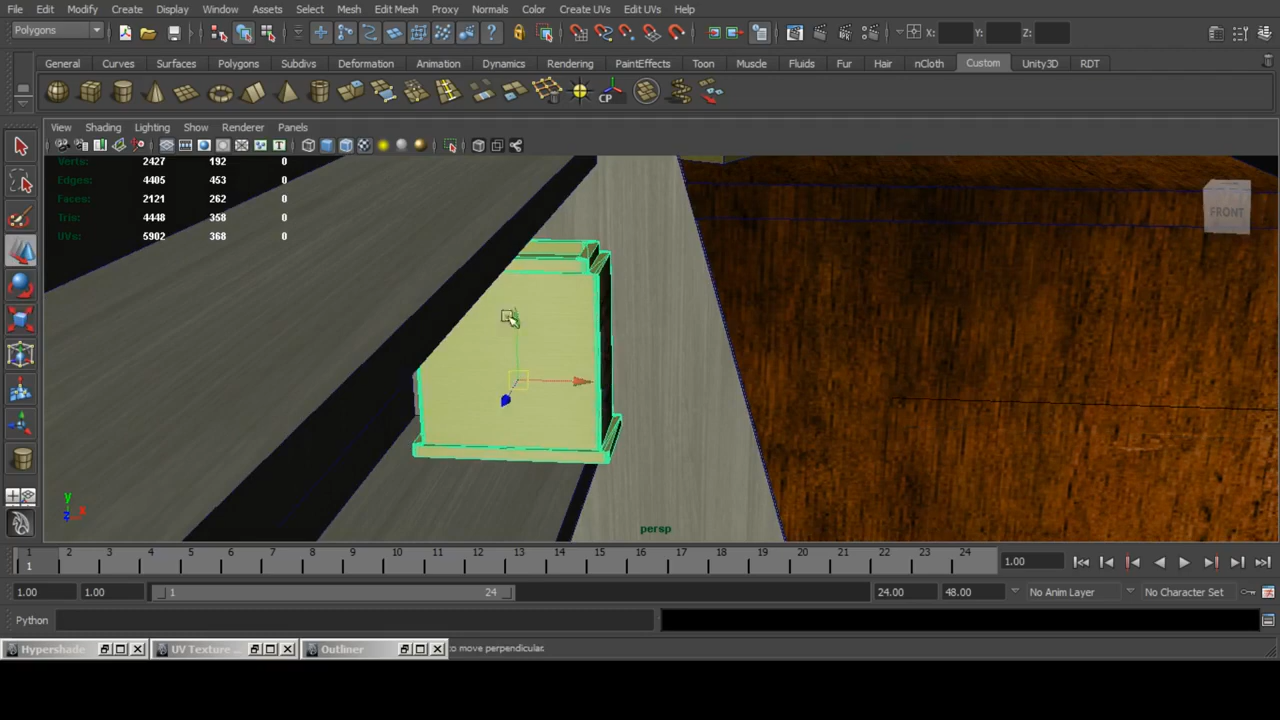 File Edit Modify Create Display Window Assets Select Mesh Edit Mesh Proxy Normals Color Create UVs Edit UVs Help
Polygons X: Y: Z:
General Curves Surfaces Polygons Subdivs Deformation Animation Dynamics Rendering PaintEffects Toon Muscle Fluids Fur Hair nCloth Custom Unity3D RDT
CP
View Shading Lighting Show Renderer Panels
Verts: 2427 192 0
Edges: 4405 453 0
Faces: 2121 262 0
Tris: 4448 358 0
UVs: 5902 368 0
FRONT
y
z x
persp
1 2 3 4 5 6 7 8 9 10 11 12 13 14 15 16 17 18 19 20 21 22 23 24 1.00
1
1.00 1.00 1 24 24.00 48.00 No Anim Layer No Character Set
Python
Hypershade UV Texture ... Outliner to move perpendicular.